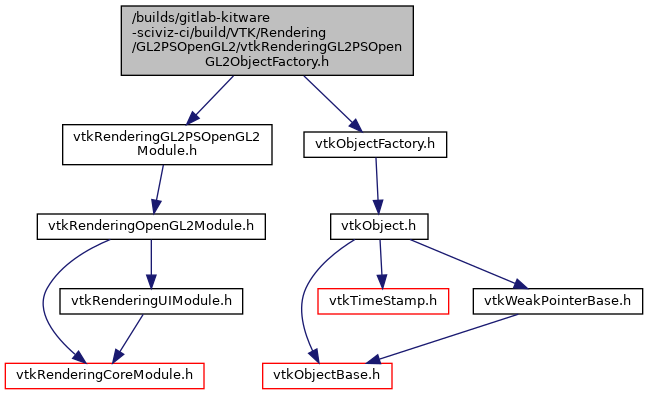 /builds/gitlab-kitware
-sciviz-ci/build/VTK/Rendering
/GL2PSOpenGL2/vtkRenderingGL2PSOpen
GL2ObjectFactory.h
vtkRenderingGL2PSOpenGL2
Module.h
vtkObjectFactory.h
vtkRenderingOpenGL2Module.h
vtkObject.h
vtkRenderingUIModule.h
vtkTimeStamp.h
vtkWeakPointerBase.h
vtkRenderingCoreModule.h
vtkObjectBase.h